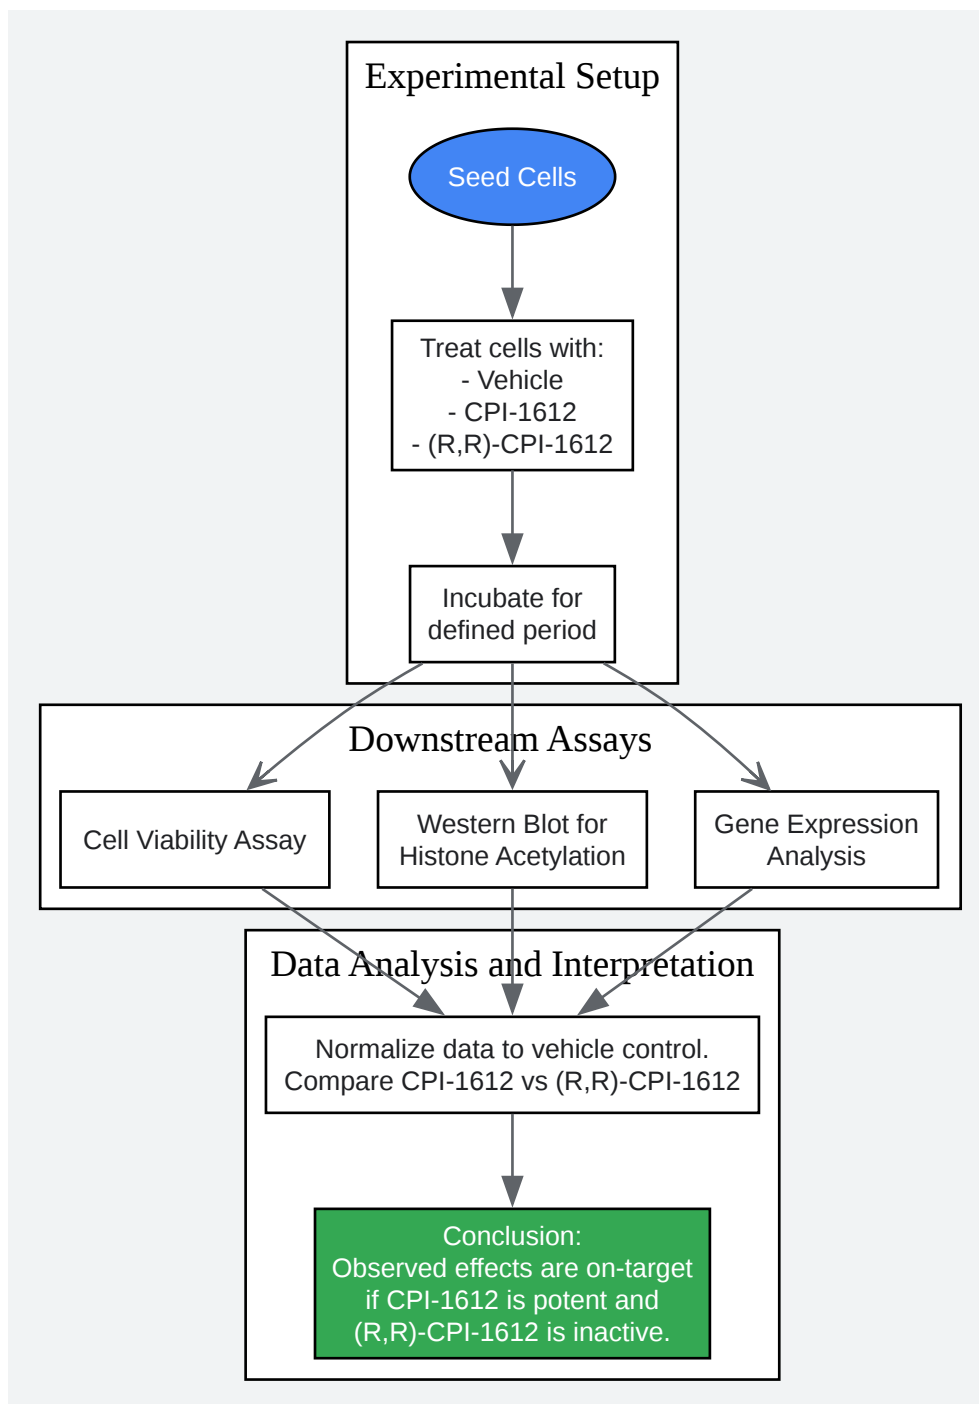 Experimental Setup
Seed Cells
Treat cells with:
- Vehicle
- CPI-1612
- (R,R)-CPI-1612
Incubate for
defined period
Downstream Assays
Cell Viability Assay
Western Blot for
Histone Acetylation
Gene Expression
Analysis
Data Analysis and Interpretation
Normalize data to vehicle control.
Compare CPI-1612 vs (R,R)-CPI-1612
Conclusion:
Observed effects are on-target
if CPI-1612 is potent and
(R,R)-CPI-1612 is inactive.